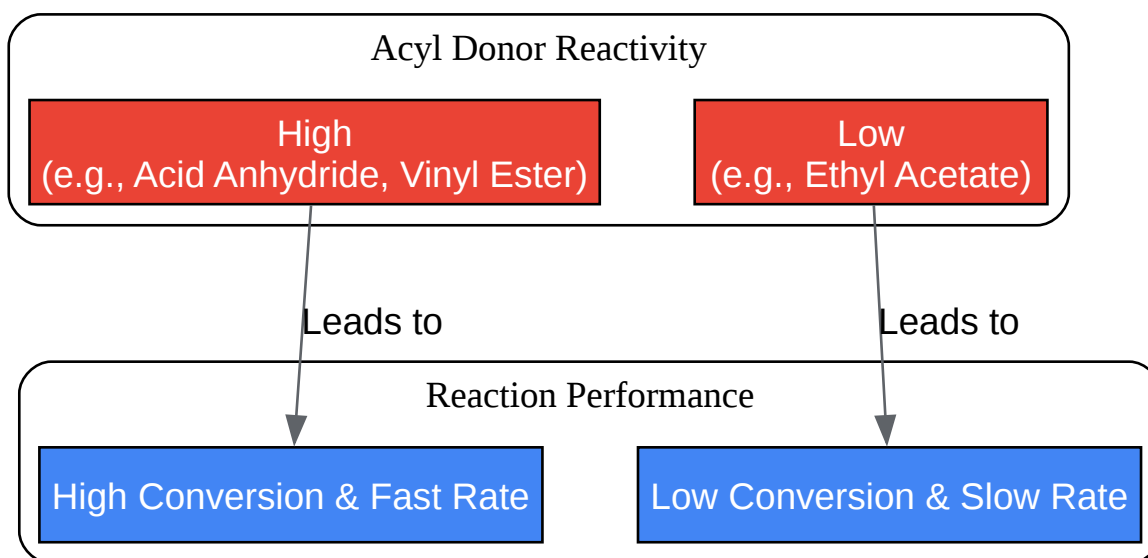 Acyl Donor Reactivity
High
(e.g., Acid Anhydride, Vinyl Ester)
Low
(e.g., Ethyl Acetate)
Leads to
Leads to
Reaction Performance
High Conversion & Fast Rate
Low Conversion & Slow Rate